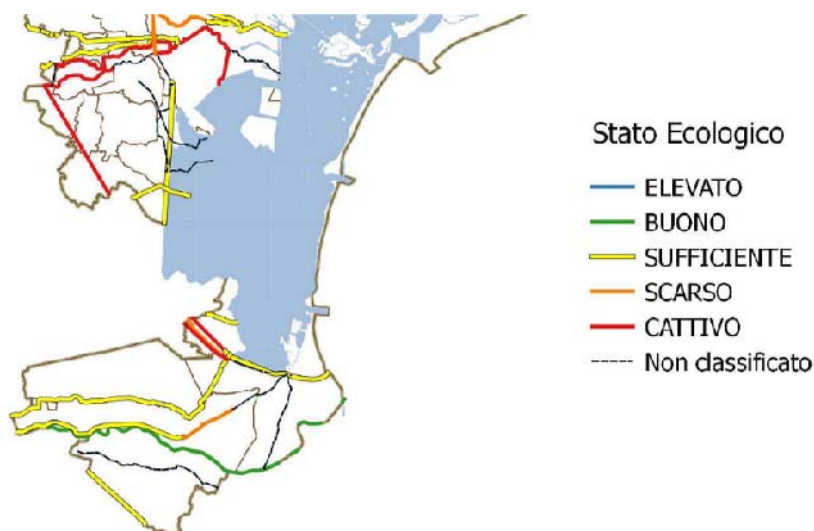 Stato Ecologico
ELEVATO
BUONO
SUFFICIENTE
SCARSO
CATTIVO
Non classificato